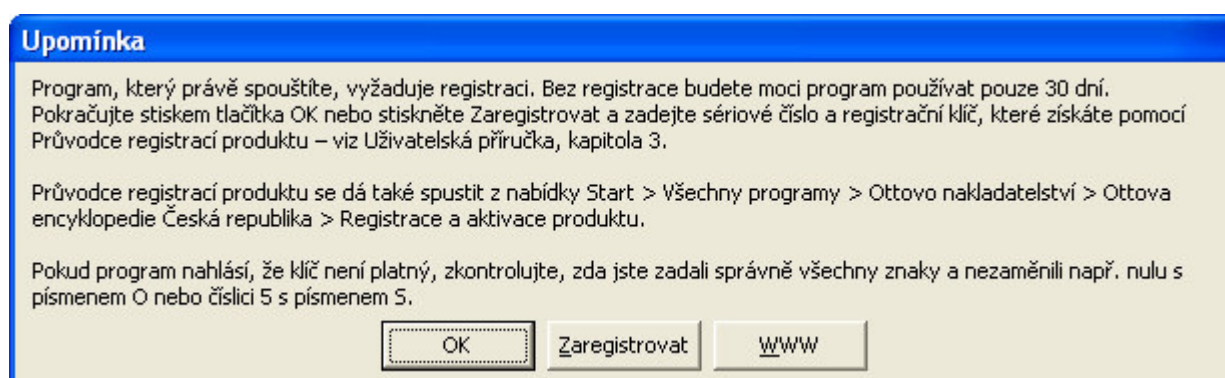 Upomínka
Program, který právě spouštíte, vyžaduje registraci. Bez registrace budete moci program používat pouze 30 dní.
Pokračujte stiskem tlačítka OK nebo stiskněte Zaregistrovat a zadejte sériové číslo a registrační klíč, které získáte pomocí
Průvodce registrací produktu – viz Uživatelská příručka, kapitola 3.
Průvodce registrací produktu se dá také spustit z nabídky Start > Všechny programy > Ottovo nakladatelství > Ottova
encyklopedie Česká republika > Registrace a aktivace produktu.
Pokud program nahlásí, že klíč není platný, zkontrolujte, zda jste zadali správně všechny znaky a nezaměnili např. nulu s
písmenem O nebo číslici 5 s písmenem S.
OK Zaregistrovat WWW